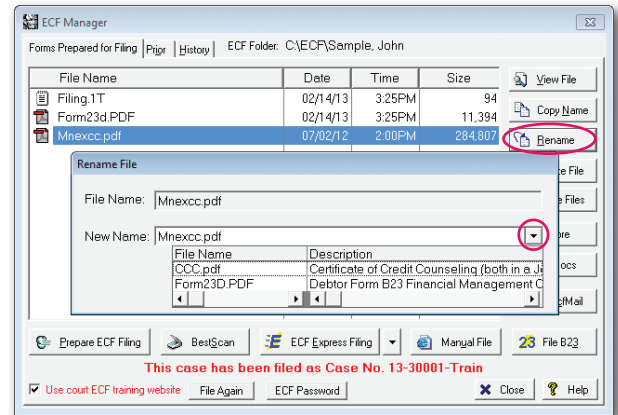 ECF Manager
Forms Prepared for Filing Prior History ECF Folder: C:\ECF\Sample, John
File Name Date Time Size View File
Filing.1T 02/14/13 3:25PM 94
Form23d.PDF 02/14/13 3:25PM 11,394 Copy Name
Mnexcc.pdf 07/02/12 2:00PM 284,807 Rename
Rename File
e File
File Name: Mnexcc.pdf
Files
New Name: Mnexcc.pdf
File Name Description
CCC.pdf Certificate of Credit Counseling (both in a
ocs
Form23D.PDF Debtor Form B23 Financial Management C
Mail
Prepare ECF Filing BestScan ECF Express Filing Manual File 23 File B23
This case has been filed as Case No. 13-30001-Train
Use court ECF training website File Again ECF Password Close Help